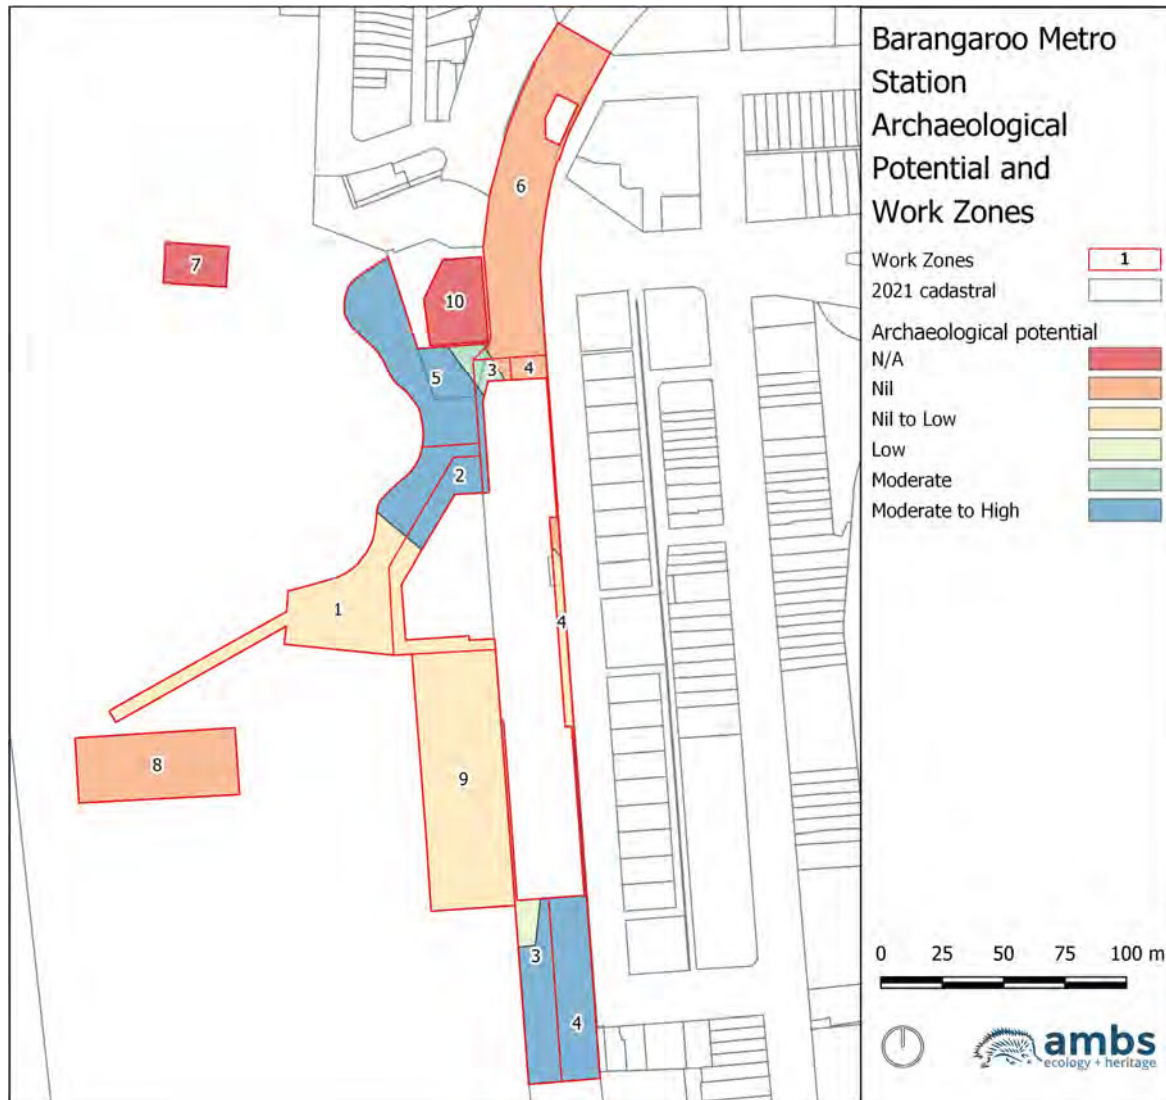 Barangaroo Metro
Station
Archaeological
Potential and
Work Zones
Work Zones 1
2021 cadastral
Archaeological potential
N/A
Nil
Nil to Low
Low
Moderate
Moderate to High
6
7
10
3 4
5
2
1
4
8
9
3
4
0 25 50 75 100 m
ambs
ecology + heritage